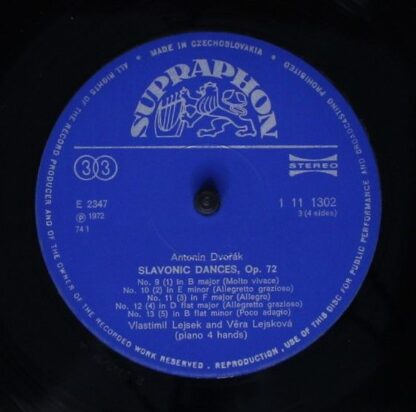 MADE IN CZECHOSLOVAKIA
ALL RIGHTS OF THE RECORD PRODUCER AND OF THE OWNER OF THE RECORDED WORK RESERVED . REPRODUCTION , USE OF THIS DISC FOR PUBLIC PERFORMANCE AND BROADCASTING PROHIBITED
SUPRAPHON
33
STEREO
E 2347
1 11 1302
℗ 1972
3 (4 sides)
74 1
Antonín Dvořák
SLAVONIC DANCES, Op. 72
No. 9 (1) in B major (Molto vivace)
No. 10 (2) in E minor (Allegretto grazioso)
No. 11 (3) in F major (Allegro)
No. 12 (4) in D flat major (Allegretto grazioso)
No. 13 (5) in B flat minor (Poco adagio)
Vlastimil Lejsek and Věra Lejsková
(piano 4 hands)